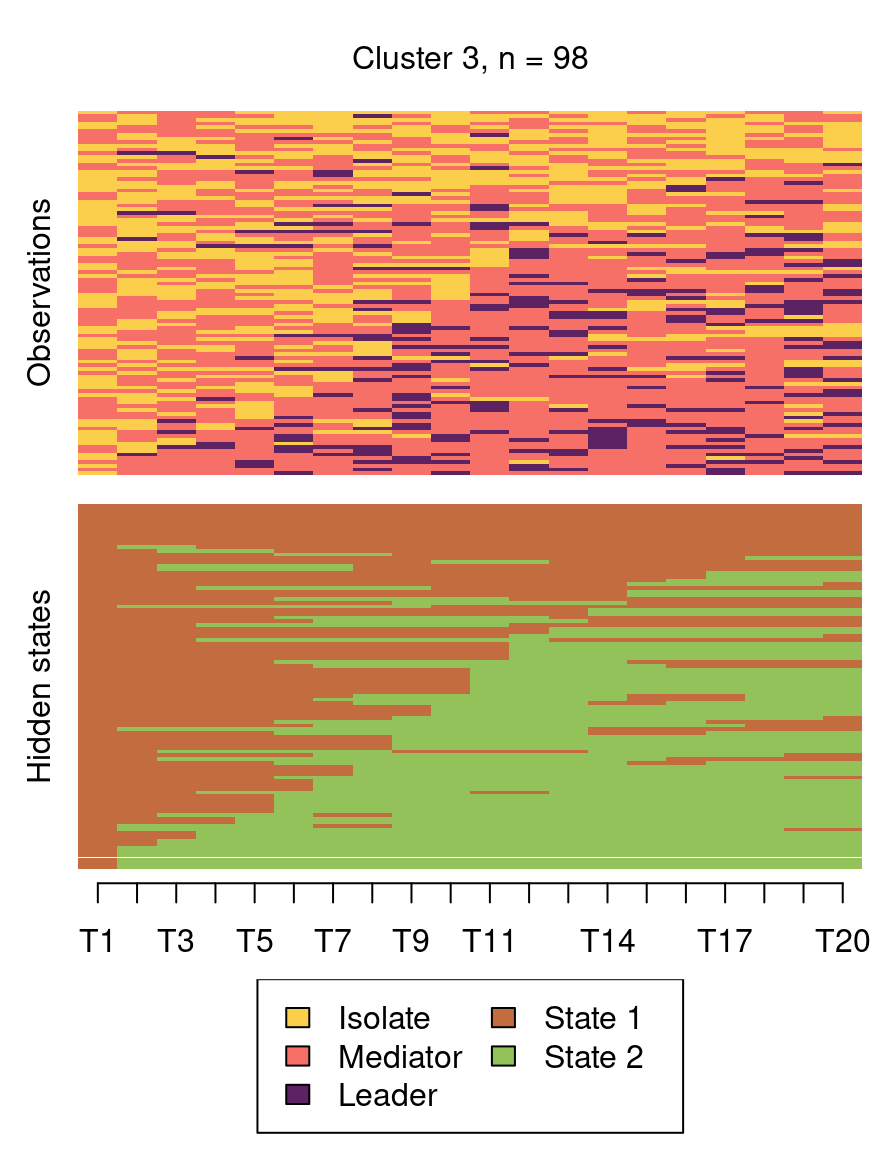 Cluster 3, n = 98
Observations
Hidden states
T1 T3 T5 T7 T9 T11 T14 T17 T20
Isolate State 1
Mediator State 2
Leader